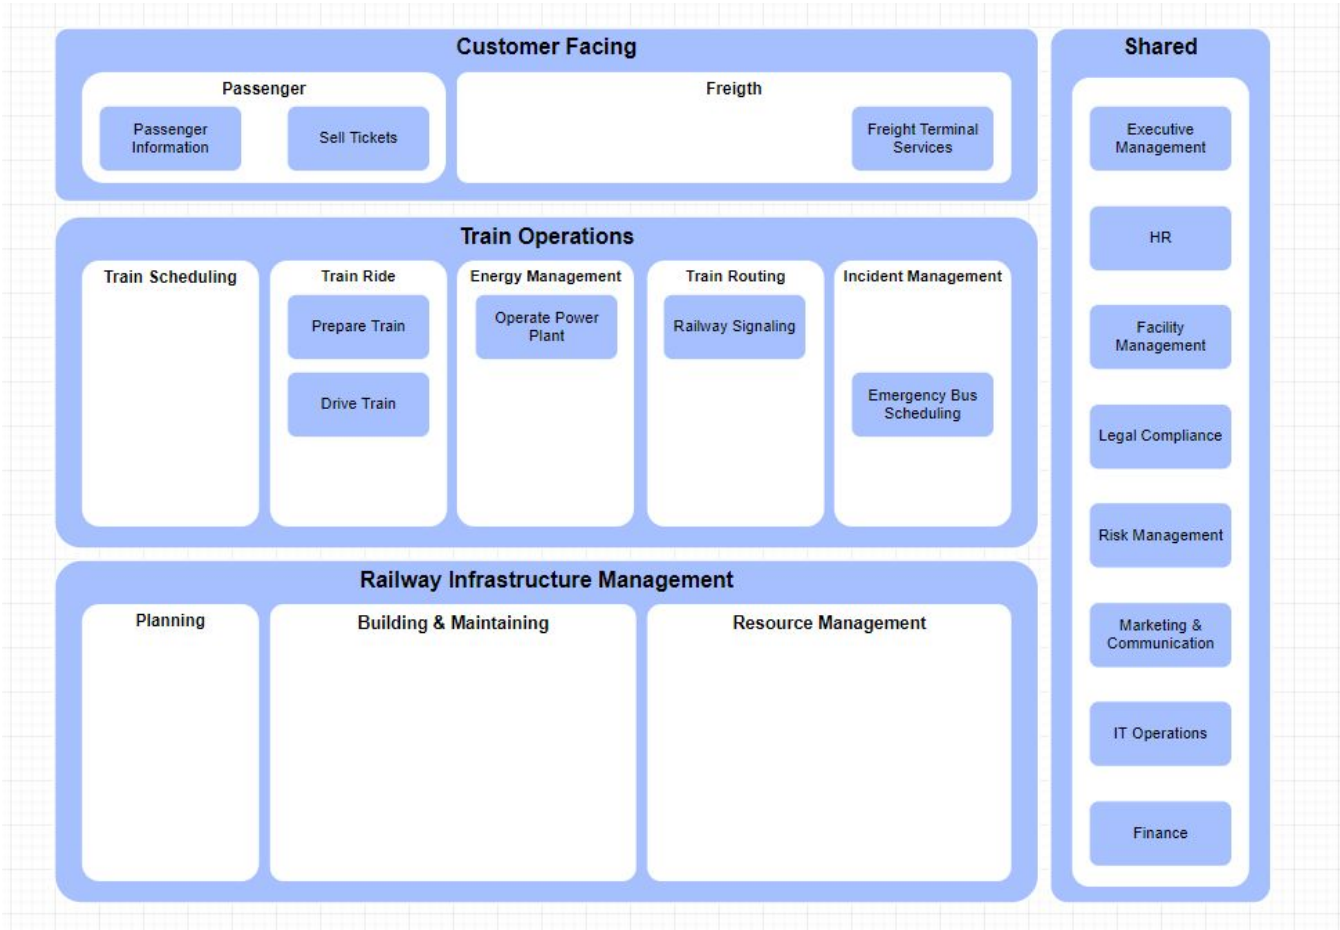 Customer Facing
Passenger
Passenger
Information
Sell Tickets
Freigth
Freight Terminal
Services
Train Operations
Train Scheduling
Train Ride
Prepare Train
Drive Train
Energy Management
Operate Power
Plant
Train Routing
Railway Signaling
Incident Management
Emergency Bus
Scheduling
Railway Infrastructure Management
Planning
Building & Maintaining
Resource Management
Shared
Executive
Management
HR
Facility
Management
Legal Compliance
Risk Management
Marketing &
Communication
IT Operations
Finance